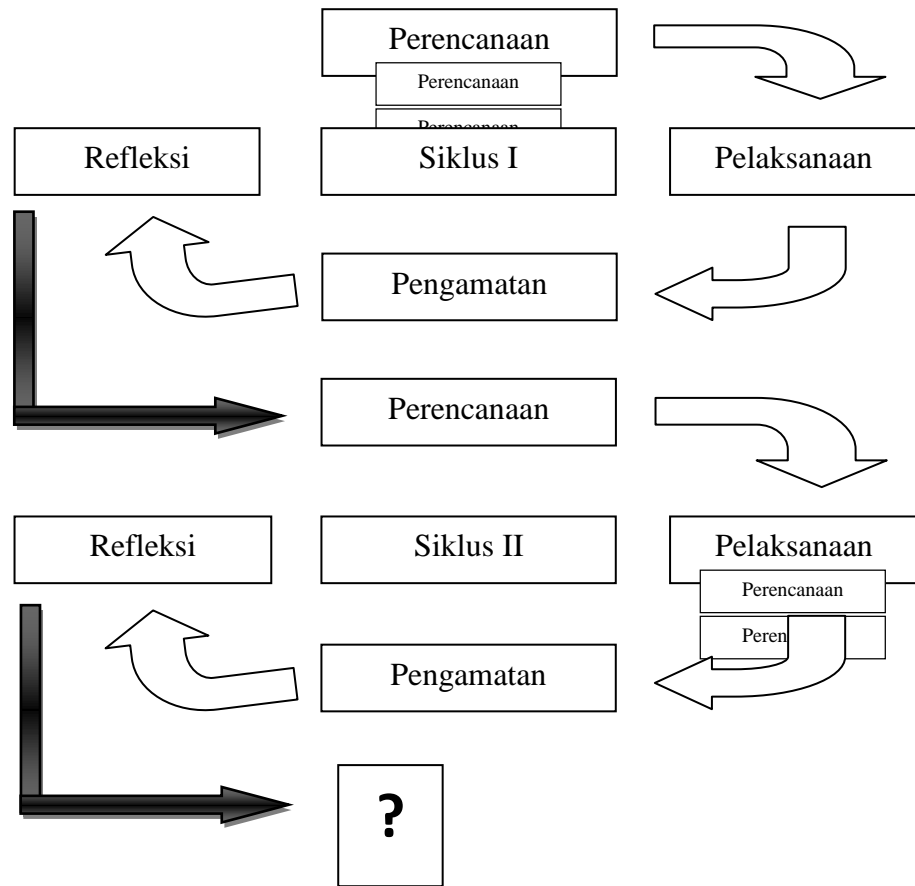 Perencanaan
Perencanaan
Refleksi
Siklus I
Pelaksanaan
Pengamatan
Perencanaan
Refleksi
Siklus II
Pelaksanaan
Perencanaan
Pengamatan
?